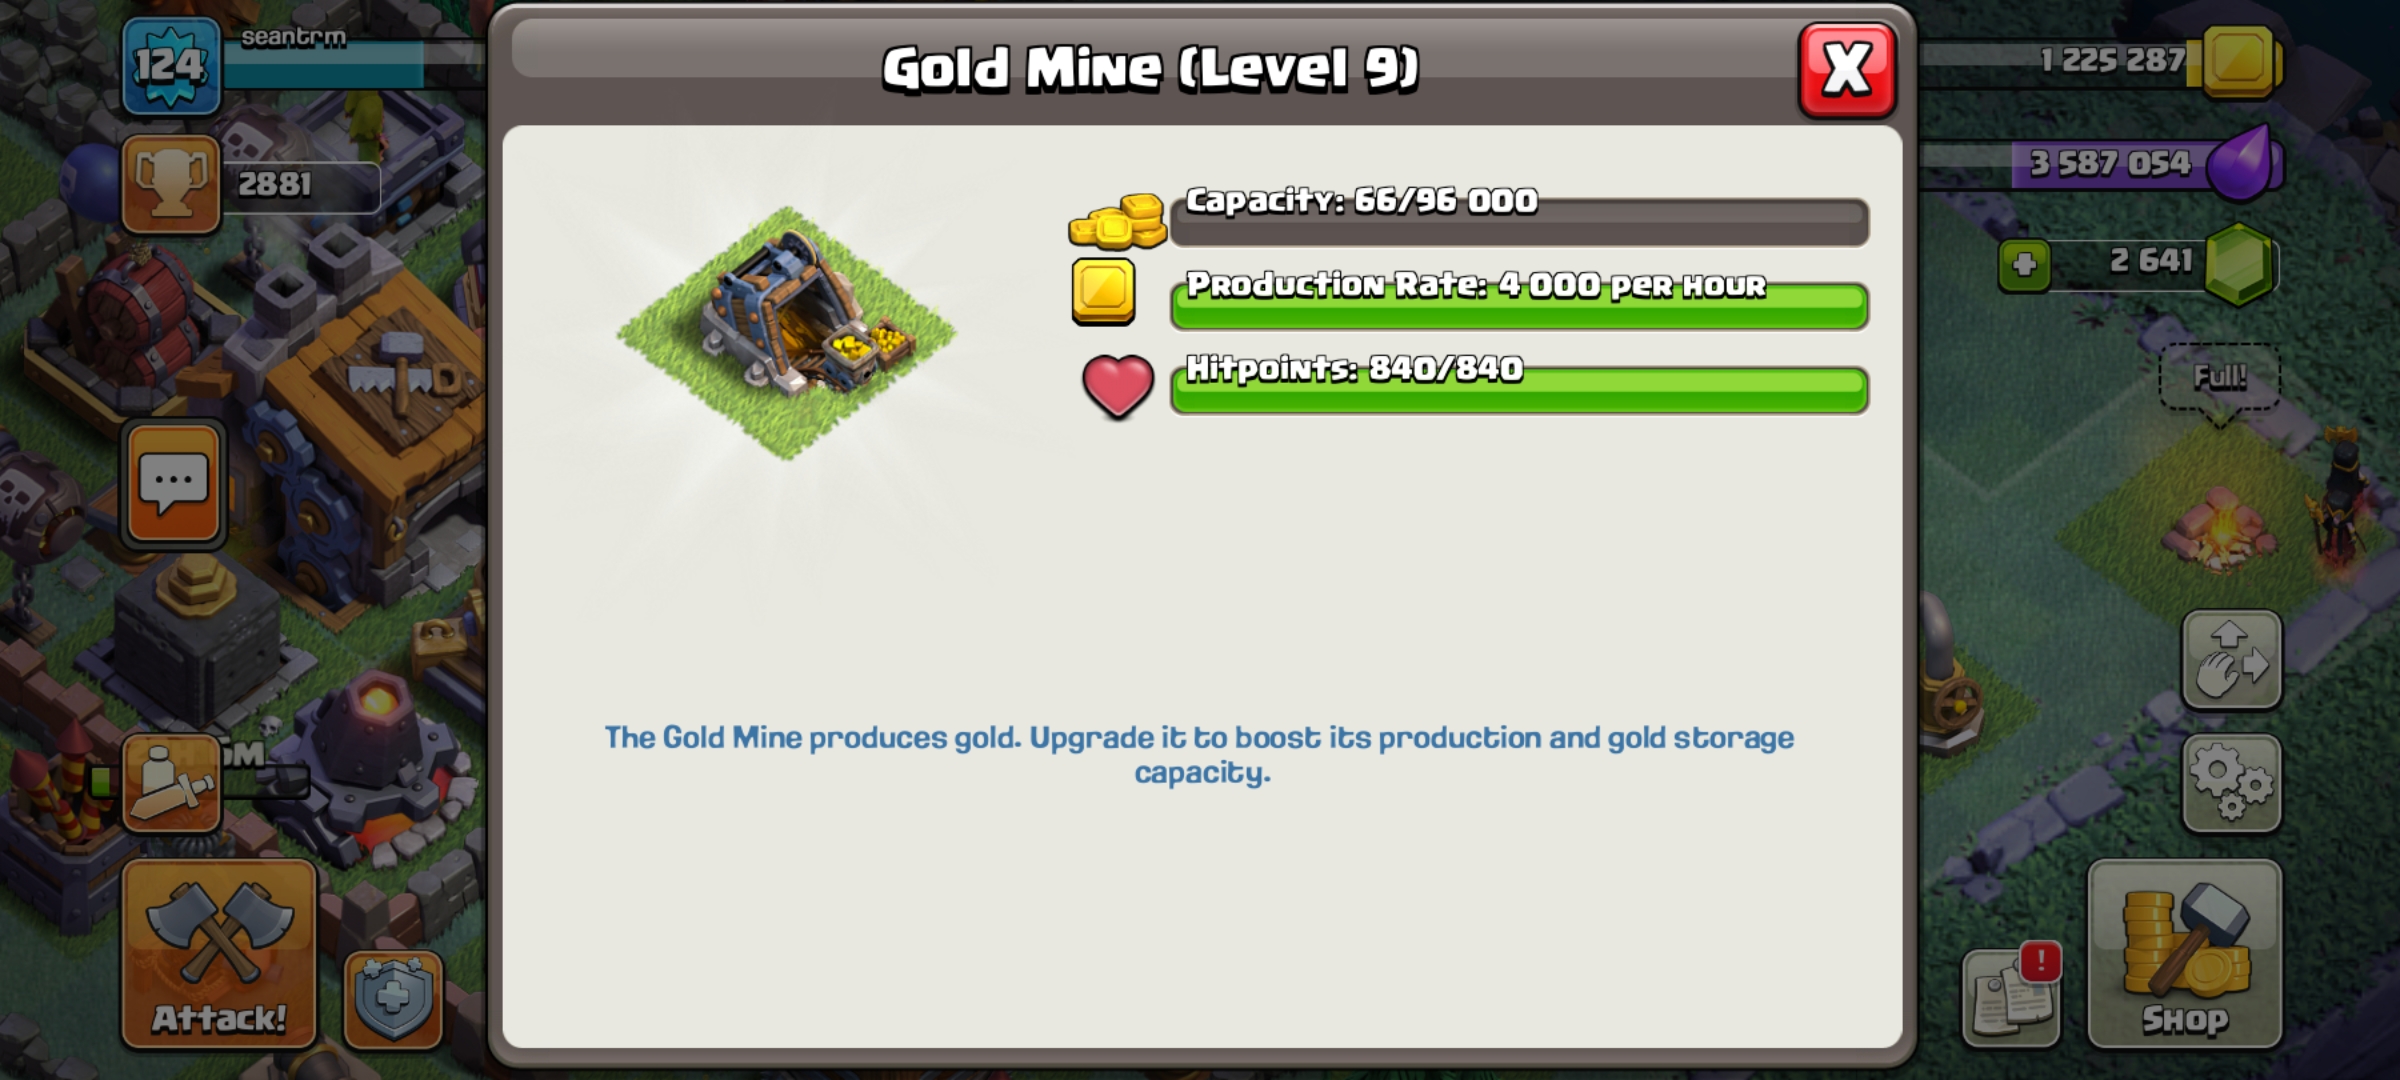 124
seantrm
2881
Gold Mine (Level 9)
X
1 225 287
3 587 054
2 641
Capacity: 66/96 000
Production Rate: 4 000 per hour
Hitpoints: 840/840
Full!
The Gold Mine produces gold. Upgrade it to boost its production and gold storage
capacity.
Attack!
!
Shop